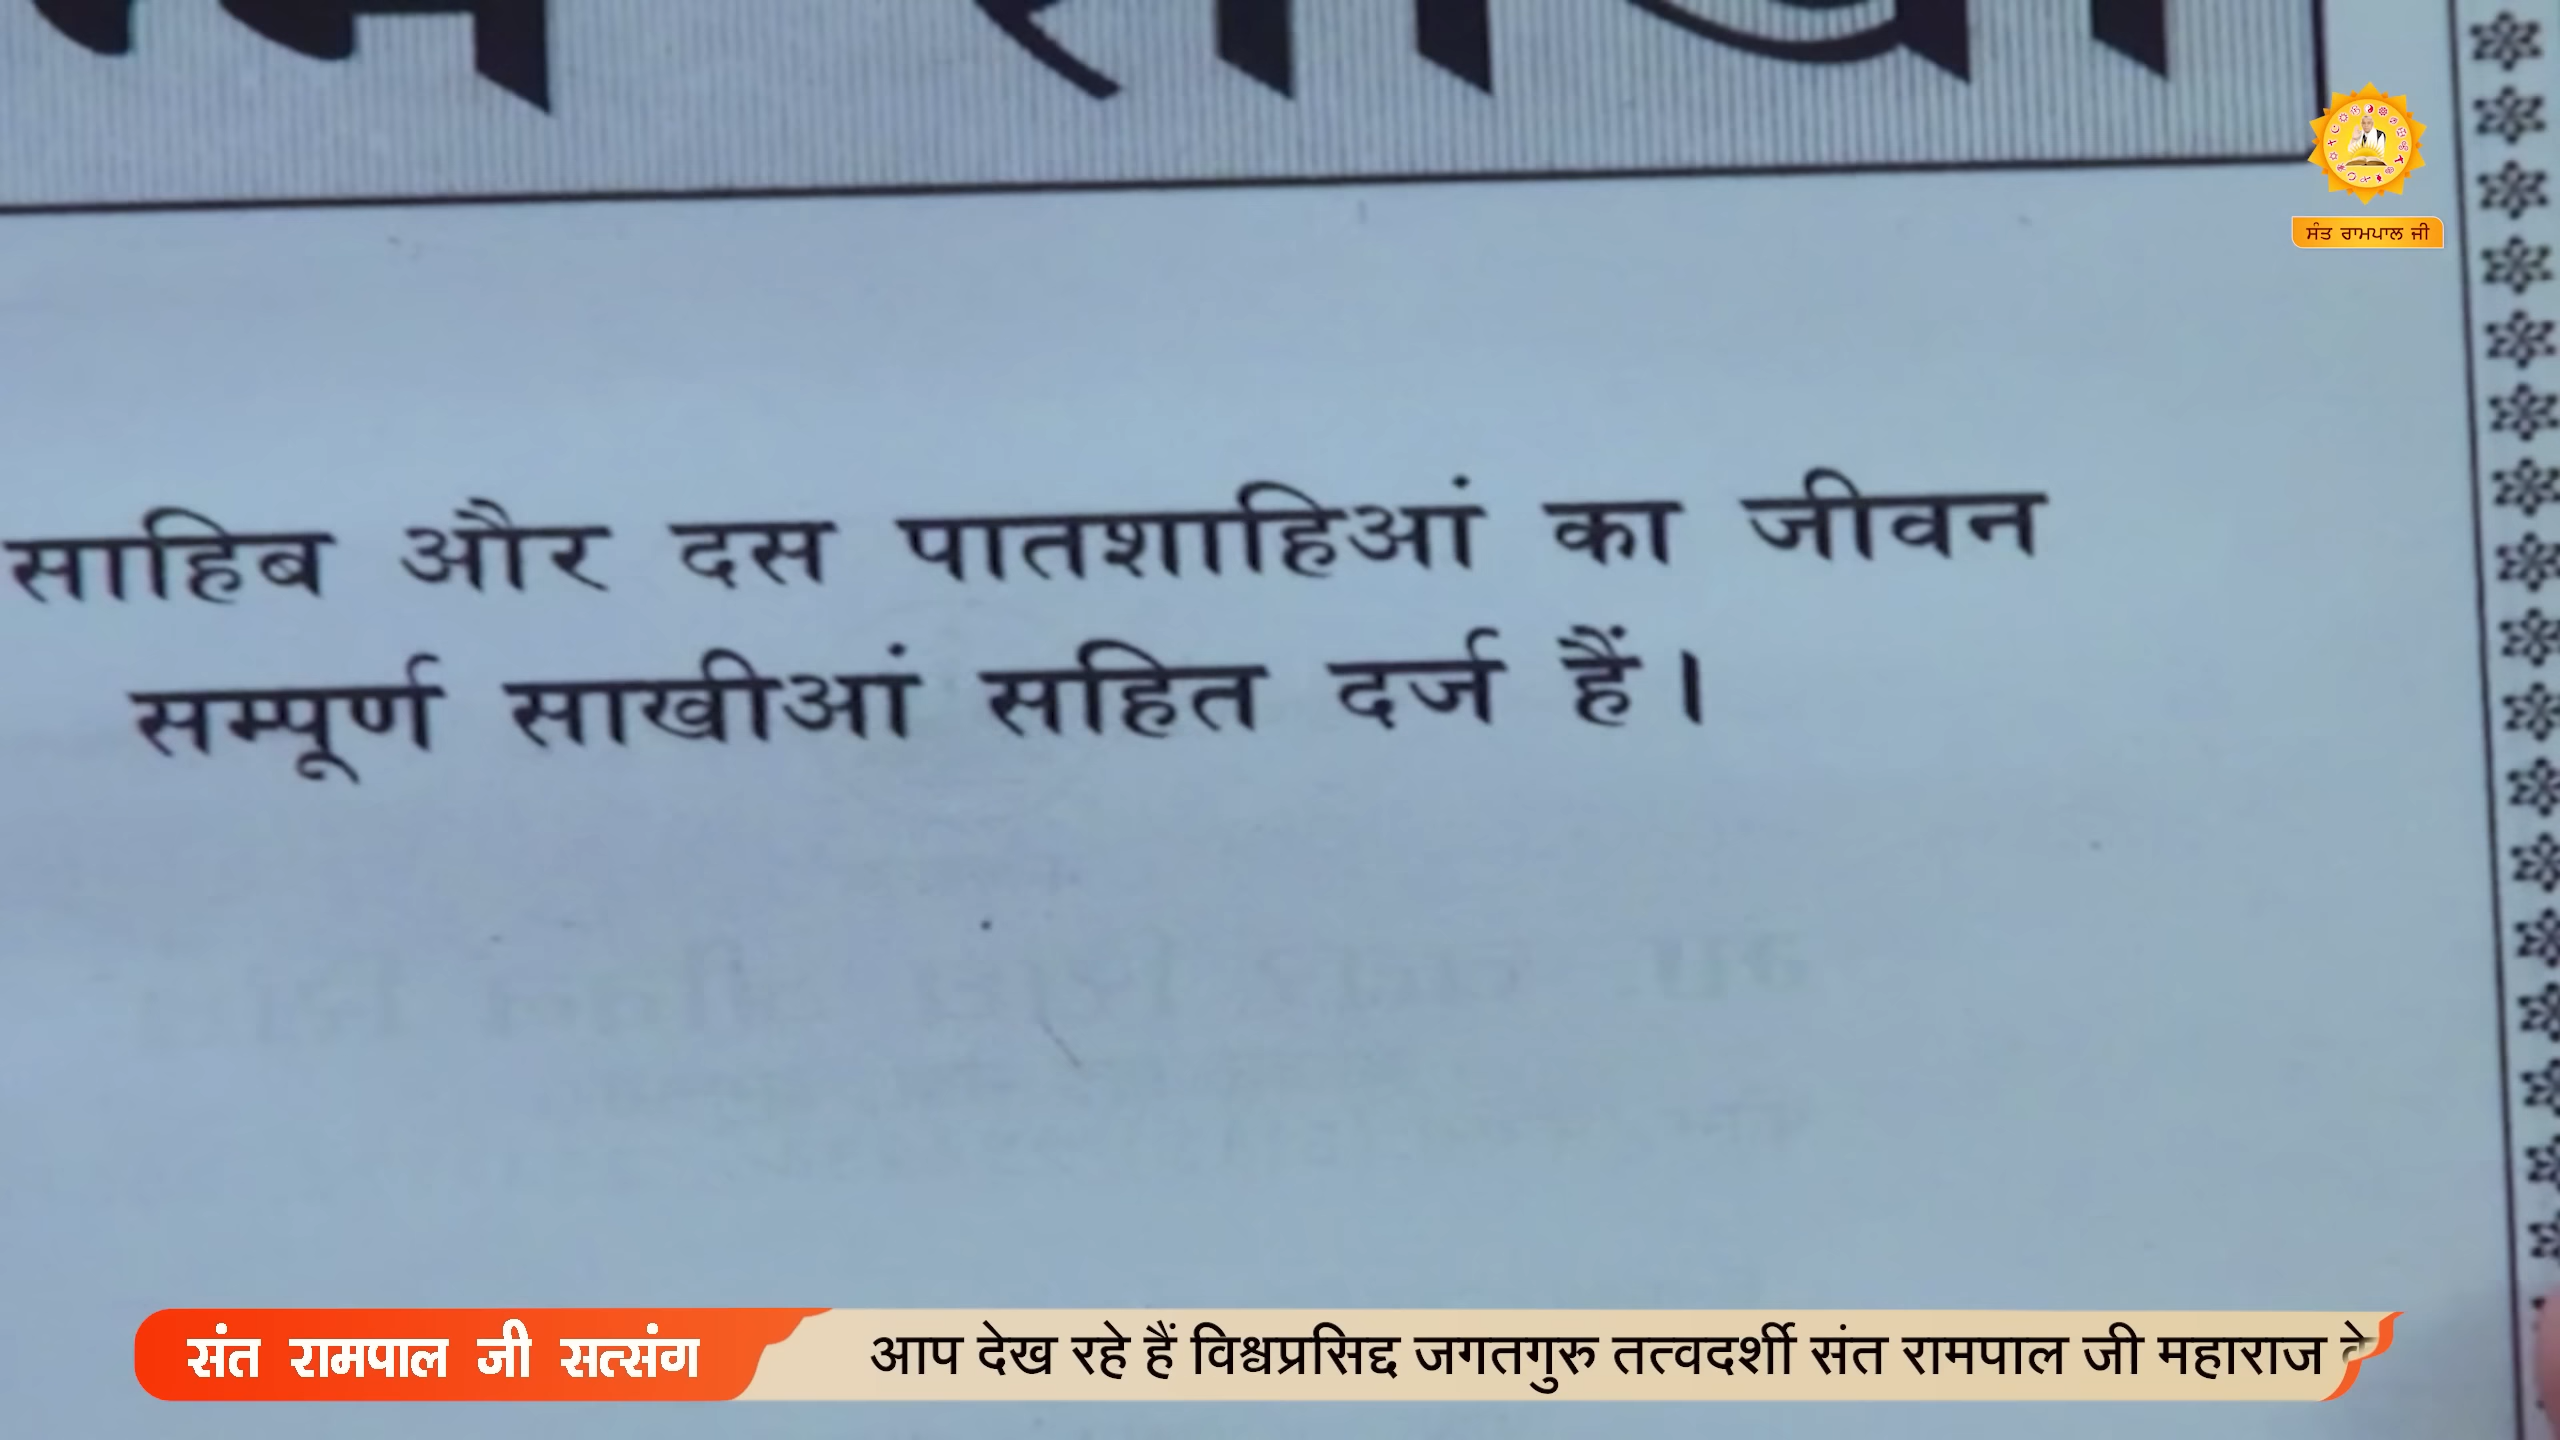 ਸੰਤ ਰਾਮਪਾਲ ਜੀ
साहिब और दस पातशाहिआं का जीवन
सम्पूर्ण साखीआं सहित दर्ज हैं।
संत रामपाल जी सत्संग
आप देख रहे हैं विश्वप्रसिद्द जगतगुरु तत्वदर्शी संत रामपाल जी महाराज